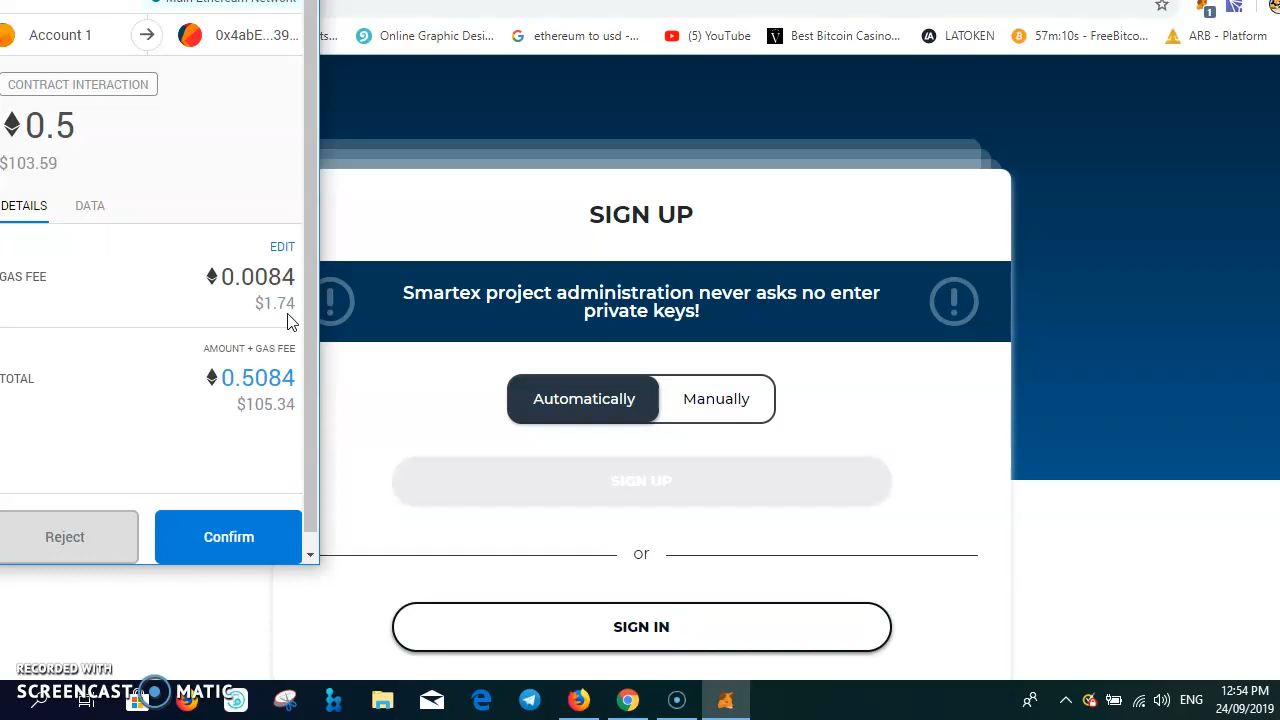 Main Ethereum Network
1
Account 1
0x4abE...39...
ts...
Online Graphic Desi...
ethereum to usd -...
(5) YouTube
Best Bitcoin Casino...
LATOKEN
57m:10s - FreeBitco...
ARB - Platform
CONTRACT INTERACTION
0.5
$103.59
DETAILS
DATA
EDIT
GAS FEE
0.0084
$1.74
AMOUNT + GAS FEE
TOTAL
0.5084
$105.34
Reject
Confirm
SIGN UP
Smartex project administration never asks no enter
private keys!
Automatically
Manually
SIGN UP
or
SIGN IN
RECORDED WITH
SCREENCAST MATIC
ENG
12:54 PM
24/09/2019